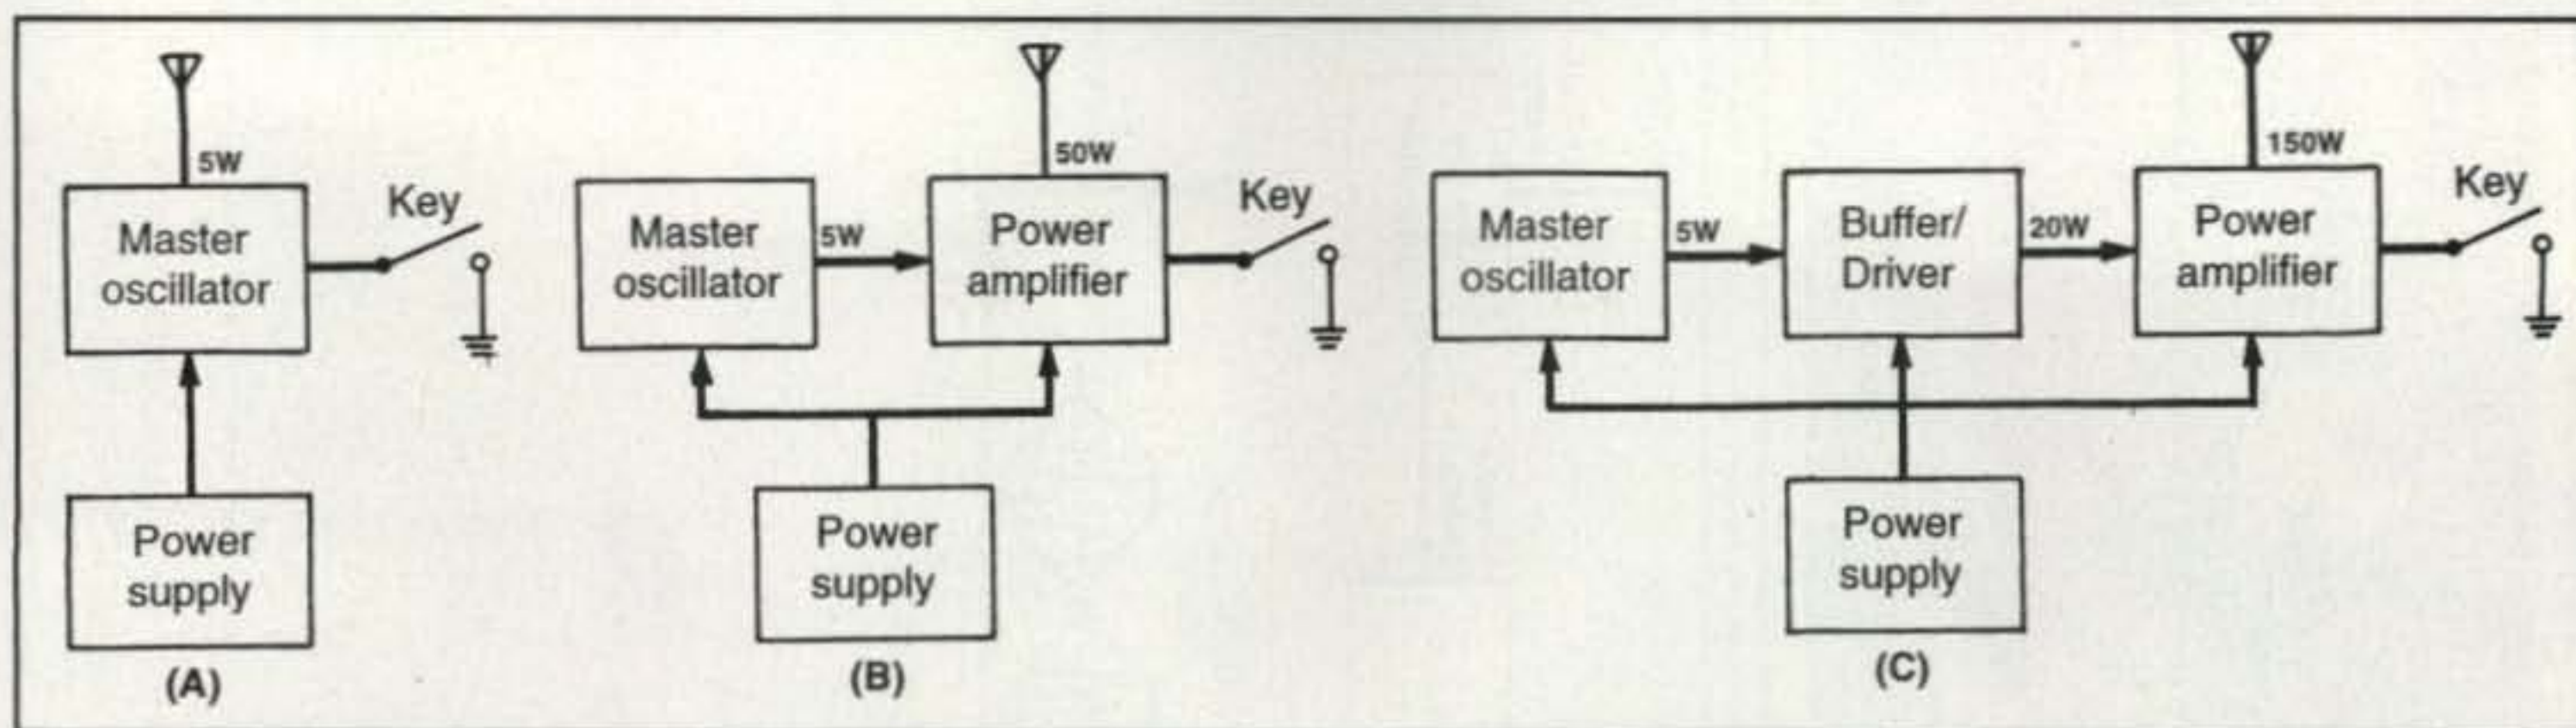 5W
Key
Master
oscillator
Power
supply
(A)
50W
Key
Master
oscillator
5W
Power
amplifier
Power
supply
(B)
150W
Key
Master
oscillator
5W
Buffer/
Driver
20W
Power
amplifier
Power
supply
(C)